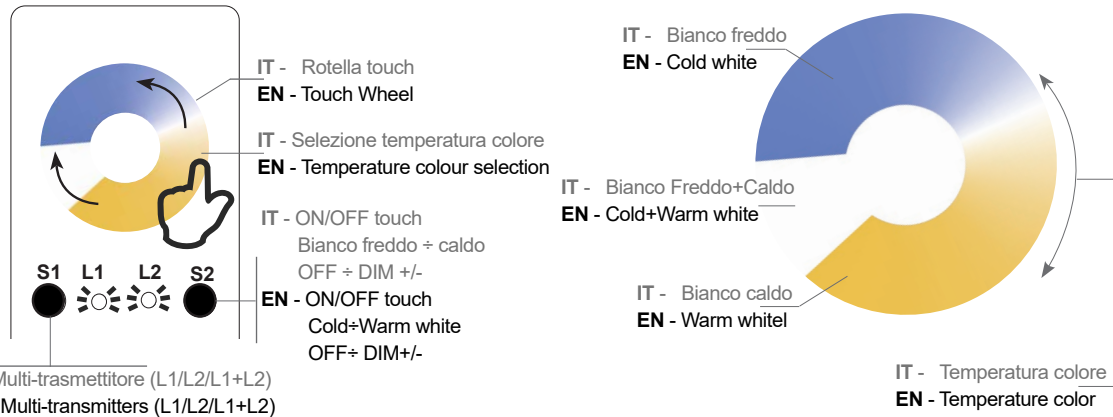 IT - Rotella touch
EN - Touch Wheel
IT - Selezione temperatura colore
EN - Temperature colour selection
IT - ON/OFF touch
Bianco freddo ÷ caldo
OFF ÷ DIM +/-
EN - ON/OFF touch
Cold÷Warm white
OFF÷ DIM+/-
S1 L1 L2 S2
Multi-trasmettitore (L1/L2/L1+L2)
Multi-transmitters (L1/L2/L1+L2)
IT - Bianco freddo
EN - Cold white
IT - Bianco Freddo+Caldo
EN - Cold+Warm white
IT - Bianco caldo
EN - Warm whitel
IT - Temperatura colore
EN - Temperature color